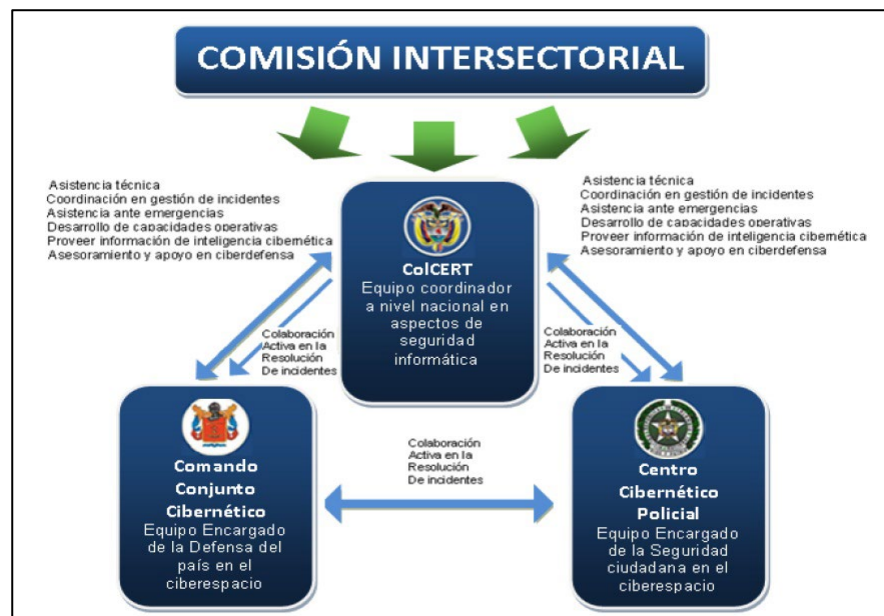 COMISIÓN INTERSECTORIAL
Asistencia técnica
Coordinación en gestión de incidentes
Asistencia ante emergencias
Desarrollo de capacidades operativas
Proveer información de inteligencia cibernética
Asesoramiento y apoyo en ciberdefensa
Asistencia técnica
Coordinación en gestión de incidentes
Asistencia ante emergencias
Desarrollo de capacidades operativas
Proveer información de inteligencia cibernética
Asesoramiento y apoyo en ciberdefensa
ColCERT
Equipo coordinador
a nivel nacional en
aspectos de
seguridad
informática
Colaboración
Activa en la
Resolución
De incidentes
Colaboración
Activa en la
Resolución
De incidentes
Comando
Conjunto
Cibernético
Equipo Encargado
de la Defensa del
país en el
ciberespacio
Colaboración
Activa en la
Resolución
De incidentes
Centro
Cibernético
Policial
Equipo Encargado
de la Seguridad
ciudadana en el
ciberespacio